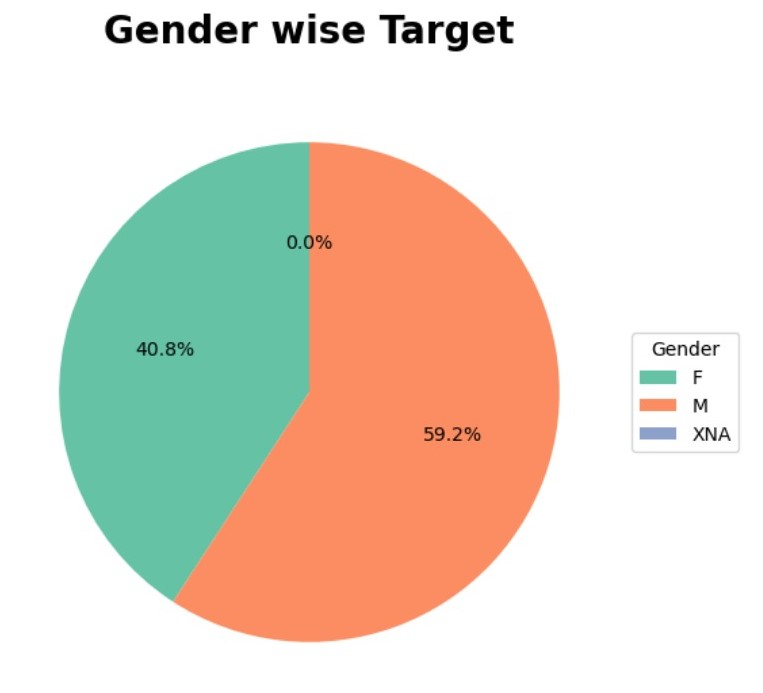 Gender wise Target
0.0%
40.8%
59.2%
Gender
F
M
XNA